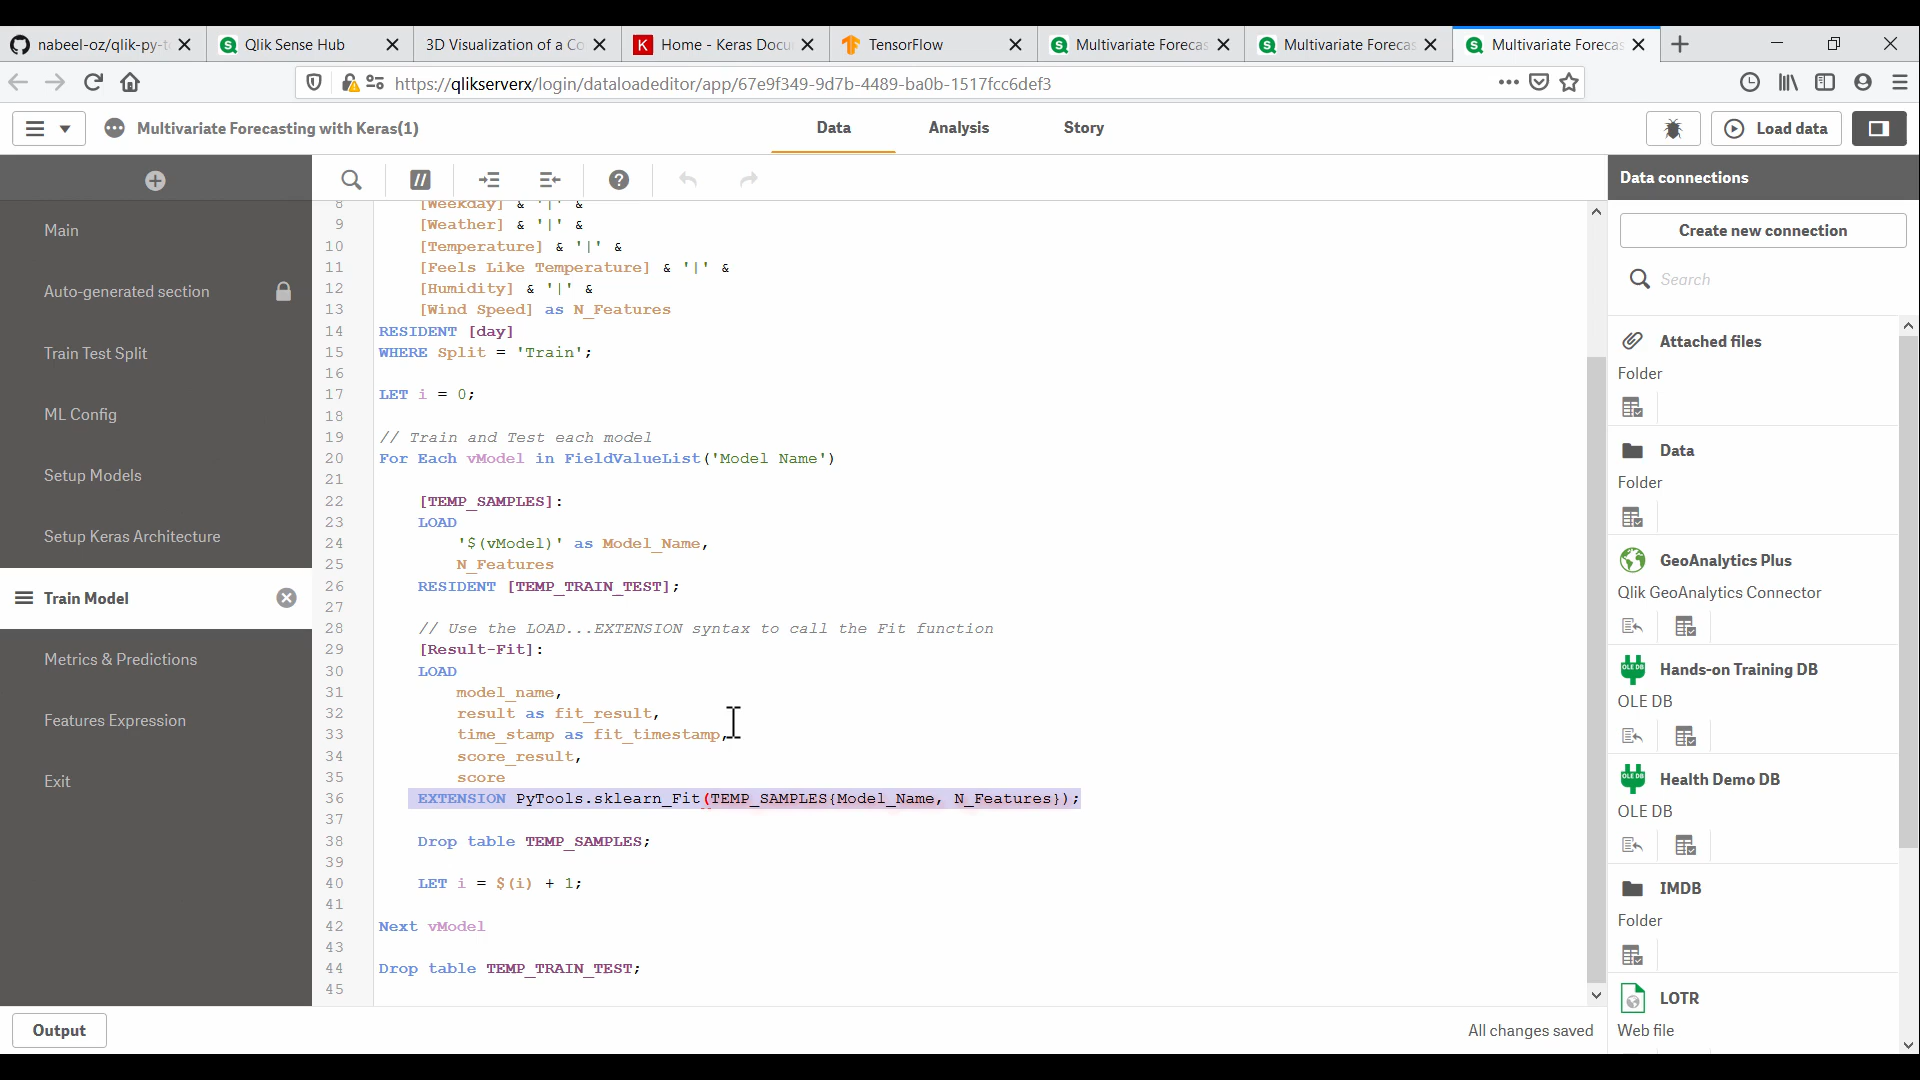 nabeel-oz/qlik-py-t
Qlik Sense Hub
3D Visualization of a Co
K Home - Keras Docu
TensorFlow
Multivariate Forecas
Multivariate Forecas
Multivariate Forecas
https://qlikserverx/login/dataloadeditor/app/67e9f349-9d7b-4489-ba0b-1517fcc6def3
Multivariate Forecasting with Keras(1)
Data
Analysis
Story
Load data
Main
Auto-generated section
Train Test Split
ML Config
Setup Models
Setup Keras Architecture
Train Model
Metrics & Predictions
Features Expression
Exit
8 [Weekday] & '|' &
9 [Weather] & '|' &
10 [Temperature] & '|' &
11 [Feels Like Temperature] & '|' &
12 [Humidity] & '|' &
13 [Wind Speed] as N_Features
14 RESIDENT [day]
15 WHERE Split = 'Train';
16
17 LET i = 0;
18
19 // Train and Test each model
20 For Each vModel in FieldValueList('Model Name')
21
22 [TEMP_SAMPLES]:
23 LOAD
24 '$(vModel)' as Model_Name,
25 N_Features
26 RESIDENT [TEMP_TRAIN_TEST];
27
28 // Use the LOAD...EXTENSION syntax to call the Fit function
29 [Result-Fit]:
30 LOAD
31 model_name,
32 result as fit_result,
33 time_stamp as fit_timestamp,
34 score_result,
35 score
36 EXTENSION PyTools.sklearn_Fit(TEMP_SAMPLES{Model_Name, N_Features});
37
38 Drop table TEMP_SAMPLES;
39
40 LET i = $(i) + 1;
41
42 Next vModel
43
44 Drop table TEMP_TRAIN_TEST;
45
Data connections
Create new connection
Search
Attached files
Folder
Data
Folder
GeoAnalytics Plus
Qlik GeoAnalytics Connector
OLE DB Hands-on Training DB
OLE DB
OLE DB Health Demo DB
OLE DB
IMDB
Folder
LOTR
Web file
Output
All changes saved